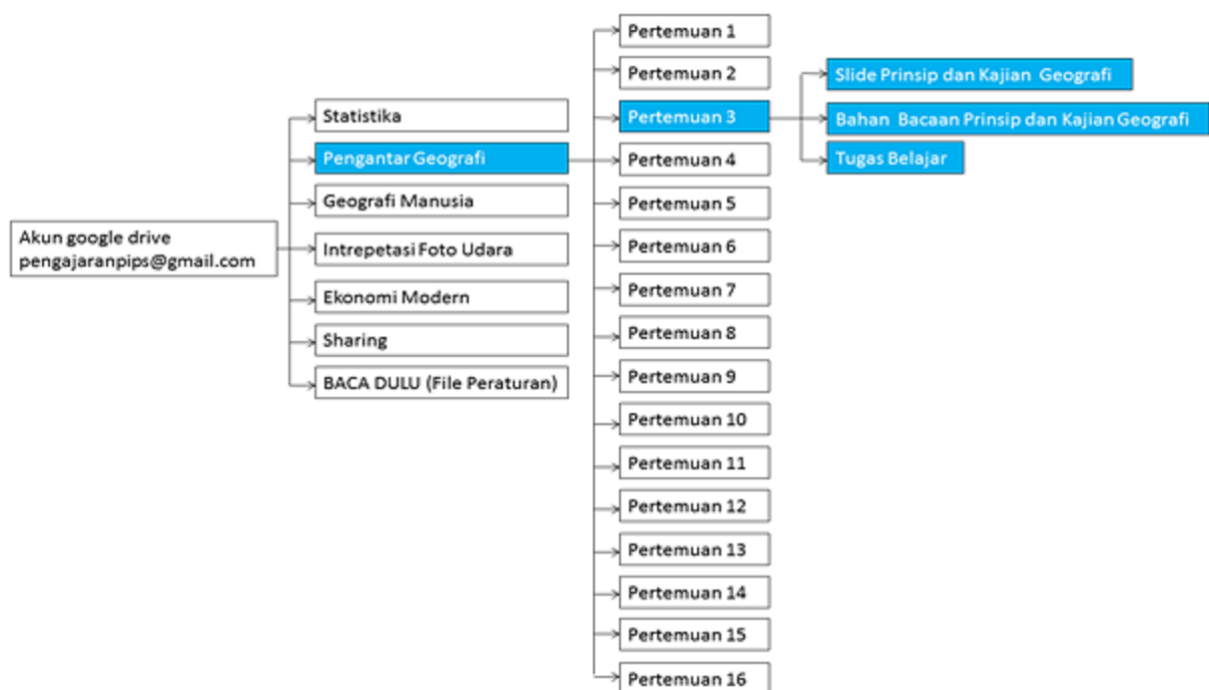 Akun google drive
pengajaranpips@gmail.com
Statistika
Pengantar Geografi
Geografi Manusia
Intrepetasi Foto Udara
Ekonomi Modern
Sharing
BACA DULU (File Peraturan)
Pertemuan 1
Pertemuan 2
Pertemuan 3
Pertemuan 4
Pertemuan 5
Pertemuan 6
Pertemuan 7
Pertemuan 8
Pertemuan 9
Pertemuan 10
Pertemuan 11
Pertemuan 12
Pertemuan 13
Pertemuan 14
Pertemuan 15
Pertemuan 16
Slide Prinsip dan Kajian Geografi
Bahan Bacaan Prinsip dan Kajian Geografi
Tugas Belajar